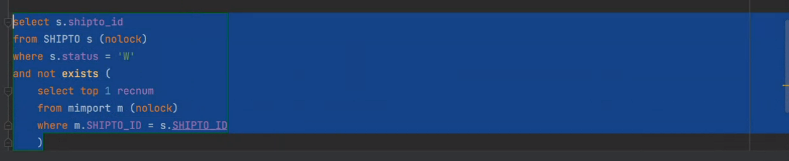 select s.shipto_id
from SHIPTO s (nolock)
where s.status = 'W'
and not exists (
    select top 1 recnum
    from mimport m (nolock)
    where m.SHIPTO_ID = s.SHIPTO_ID
    )